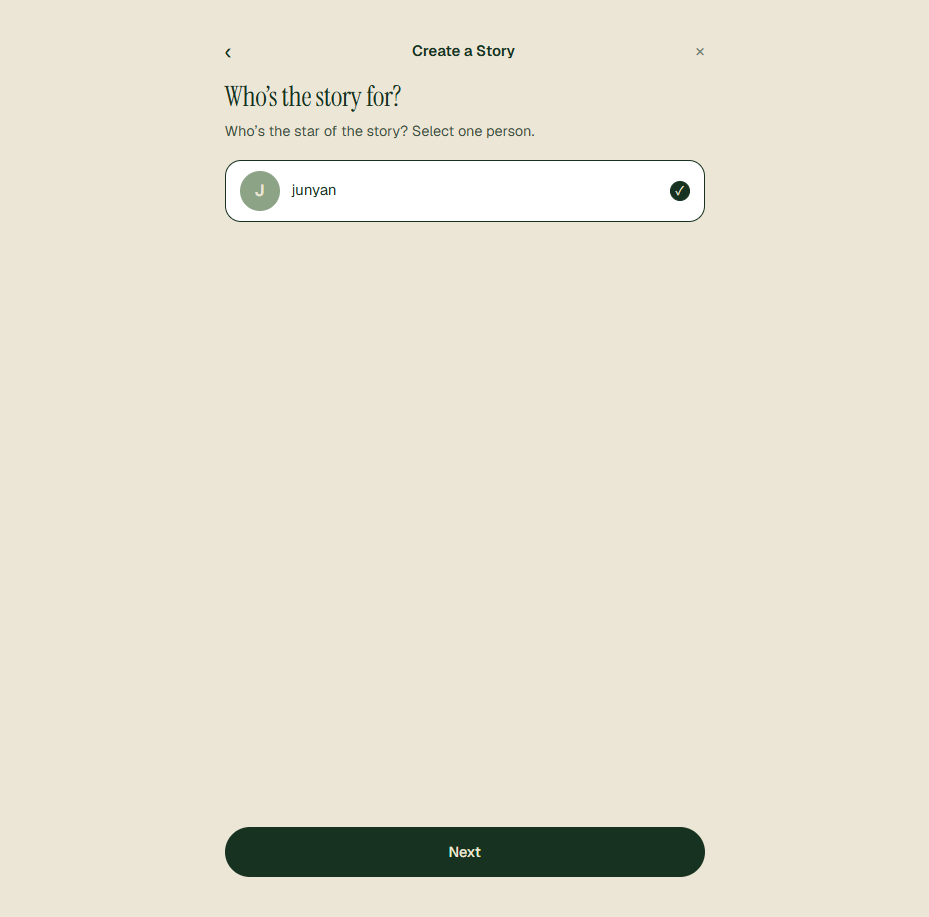 Create a Story
Who’s the story for?
Who’s the star of the story? Select one person.
J
junyan
Next